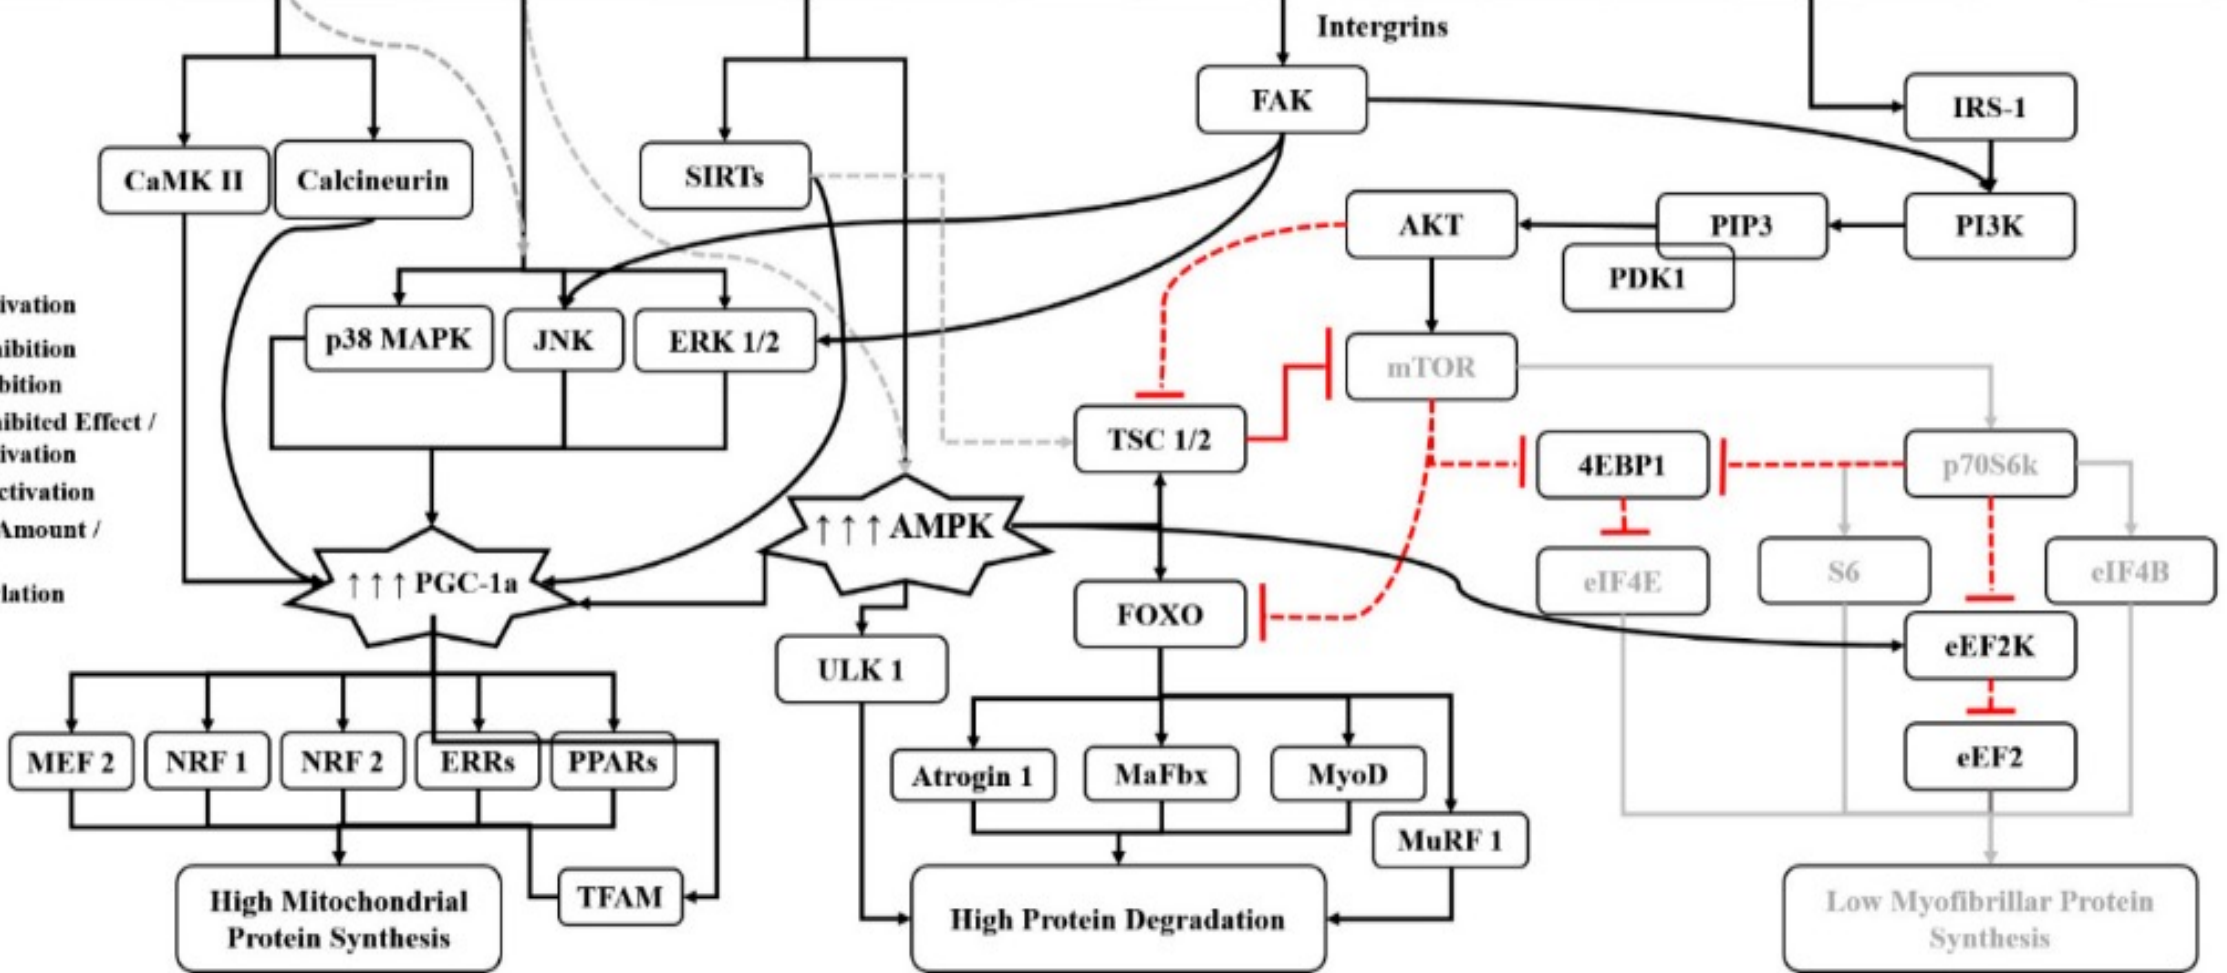 Intergrins
FAK
IRS-1
CaMK II
Calcineurin
SIRTs
AKT
PIP3
PI3K
PDK1
ivation
p38 MAPK
JNK
ERK 1/2
mTOR
bition
ibited Effect /
TSC 1/2
ivation
4EBP1
p70S6k
ctivation
Amount /
↑ ↑ ↑ AMPK
↑ ↑ ↑ PGC-1a
eIF4E
S6
eIF4B
lation
FOXO
eEF2K
ULK 1
MEF 2
NRF 1
NRF 2
ERRs
PPARs
Atrogin 1
MaFbx
MyoD
eEF2
MuRF 1
High Mitochondrial
Protein Synthesis
TFAM
High Protein Degradation
Low Myofibrillar Protein
Synthesis